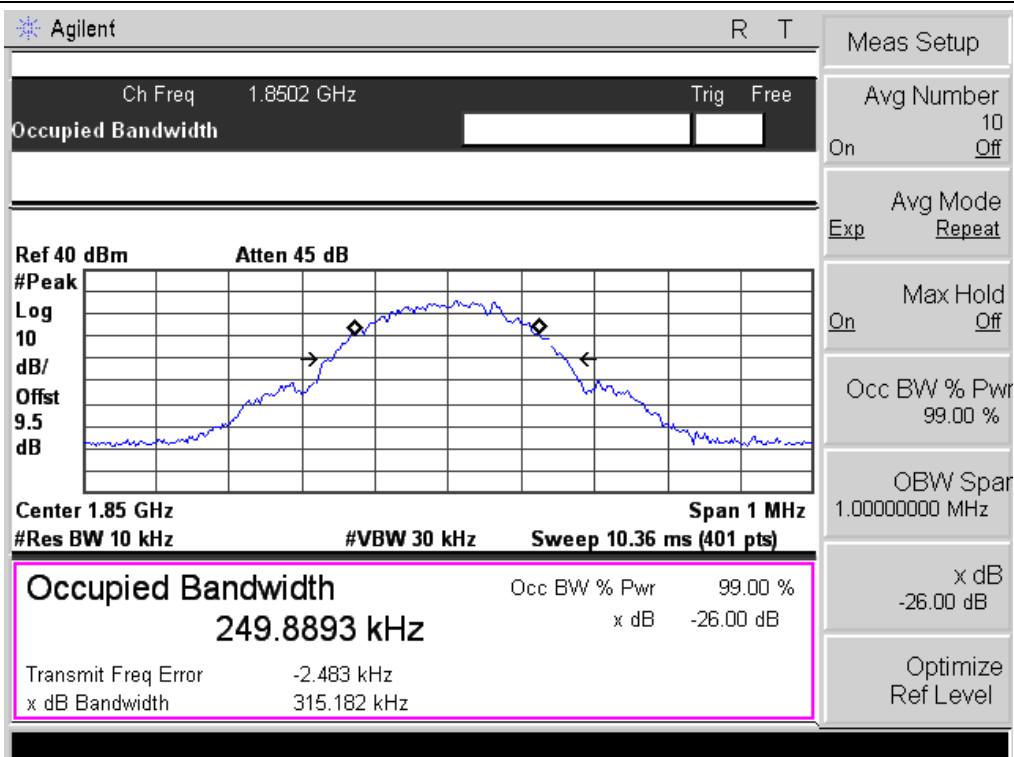 Agilent R T
Ch Freq 1.8502 GHz Trig Free
Occupied Bandwidth
Ref 40 dBm Atten 45 dB
#Peak
Log
10
dB/
Offst
9.5
dB
Center 1.85 GHz Span 1 MHz
#Res BW 10 kHz #VBW 30 kHz Sweep 10.36 ms (401 pts)
Occupied Bandwidth Occ BW % Pwr 99.00 %
249.8893 kHz x dB -26.00 dB
Transmit Freq Error -2.483 kHz
x dB Bandwidth 315.182 kHz
Meas Setup
Avg Number
10
On Off
Avg Mode
Exp Repeat
Max Hold
On Off
Occ BW % Pwr
99.00 %
OBW Span
1.00000000 MHz
x dB
-26.00 dB
Optimize
Ref Level